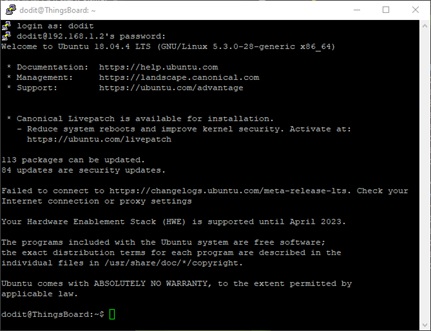 dodit@ThingsBoard: ~
login as: dodit
dodit@192.168.1.2's password:
Welcome to Ubuntu 18.04.4 LTS (GNU/Linux 5.3.0-28-generic x86_64)
* Documentation: https://help.ubuntu.com
* Management: https://landscape.canonical.com
* Support: https://ubuntu.com/advantage
* Canonical Livepatch is available for installation.
- Reduce system reboots and improve kernel security. Activate at:
https://ubuntu.com/livepatch
113 packages can be updated.
84 updates are security updates.
Failed to connect to https://changelogs.ubuntu.com/meta-release-lts. Check your
Internet connection or proxy settings
Your Hardware Enablement Stack (HWE) is supported until April 2023.
The programs included with the Ubuntu system are free software;
the exact distribution terms for each program are described in the
individual files in /usr/share/doc/*/copyright.
Ubuntu comes with ABSOLUTELY NO WARRANTY, to the extent permitted by
applicable law.
dodit@ThingsBoard:~$